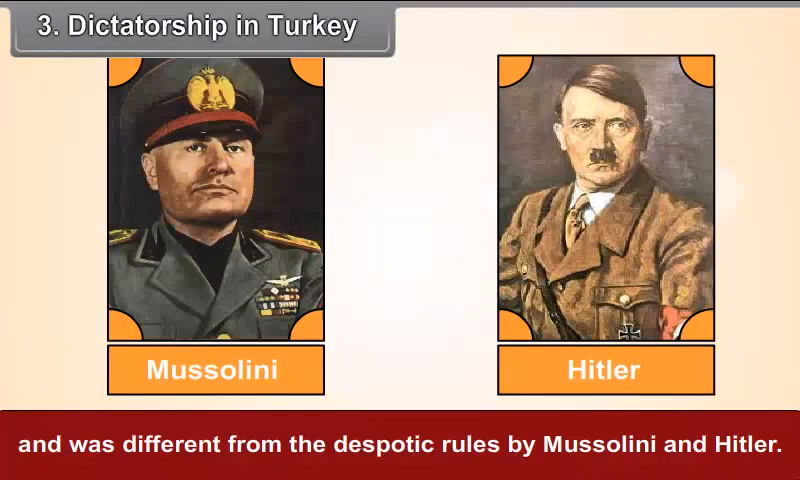 3. Dictatorship in Turkey
Mussolini
Hitler
and was different from the despotic rules by Mussolini and Hitler.